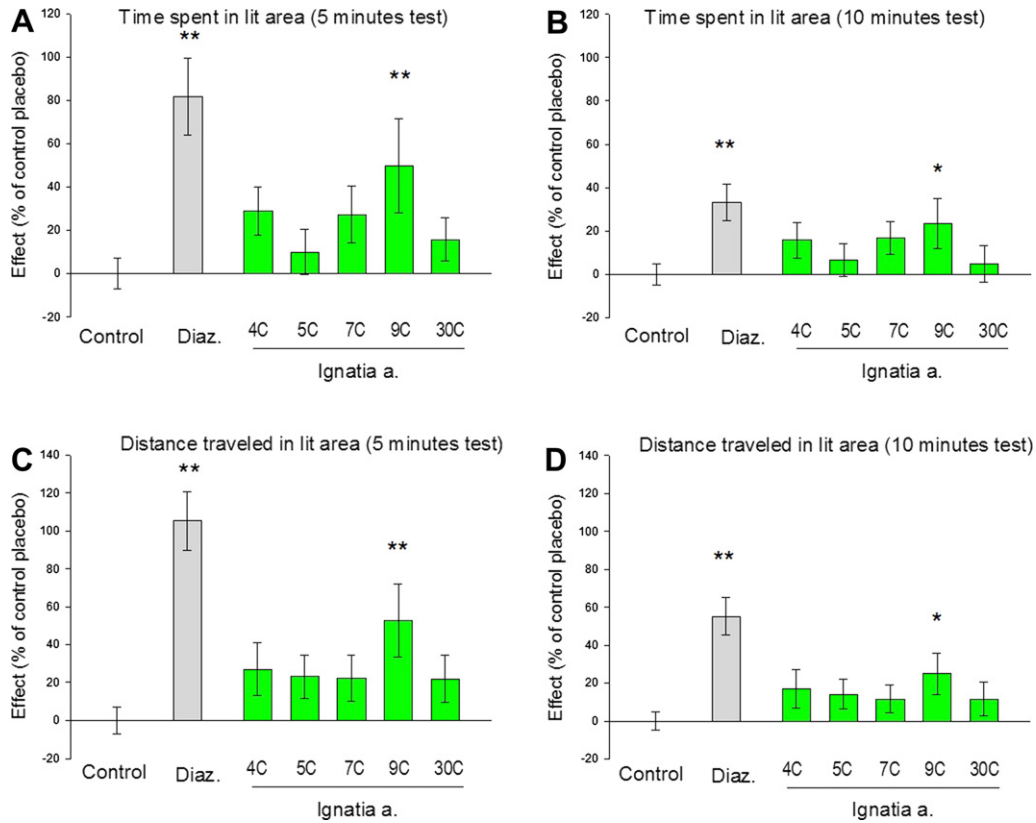 A
Time spent in lit area (5 minutes test)
Effect (% of control placebo)
120
100
80
60
40
20
0
-20
**
**
Control
Diaz.
4C
5C
7C
9C
30C
Ignatia a.
B
Time spent in lit area (10 minutes test)
Effect (% of control placebo)
120
100
80
60
40
20
0
-20
**
*
Control
Diaz.
4C
5C
7C
9C
30C
Ignatia a.
C
Distance traveled in lit area (5 minutes test)
Effect (% of control placebo)
140
120
100
80
60
40
20
0
-20
**
**
Control
Diaz.
4C
5C
7C
9C
30C
Ignatia a.
D
Distance traveled in lit area (10 minutes test)
Effect (% of control placebo)
140
120
100
80
60
40
20
0
-20
**
*
Control
Diaz.
4C
5C
7C
9C
30C
Ignatia a.